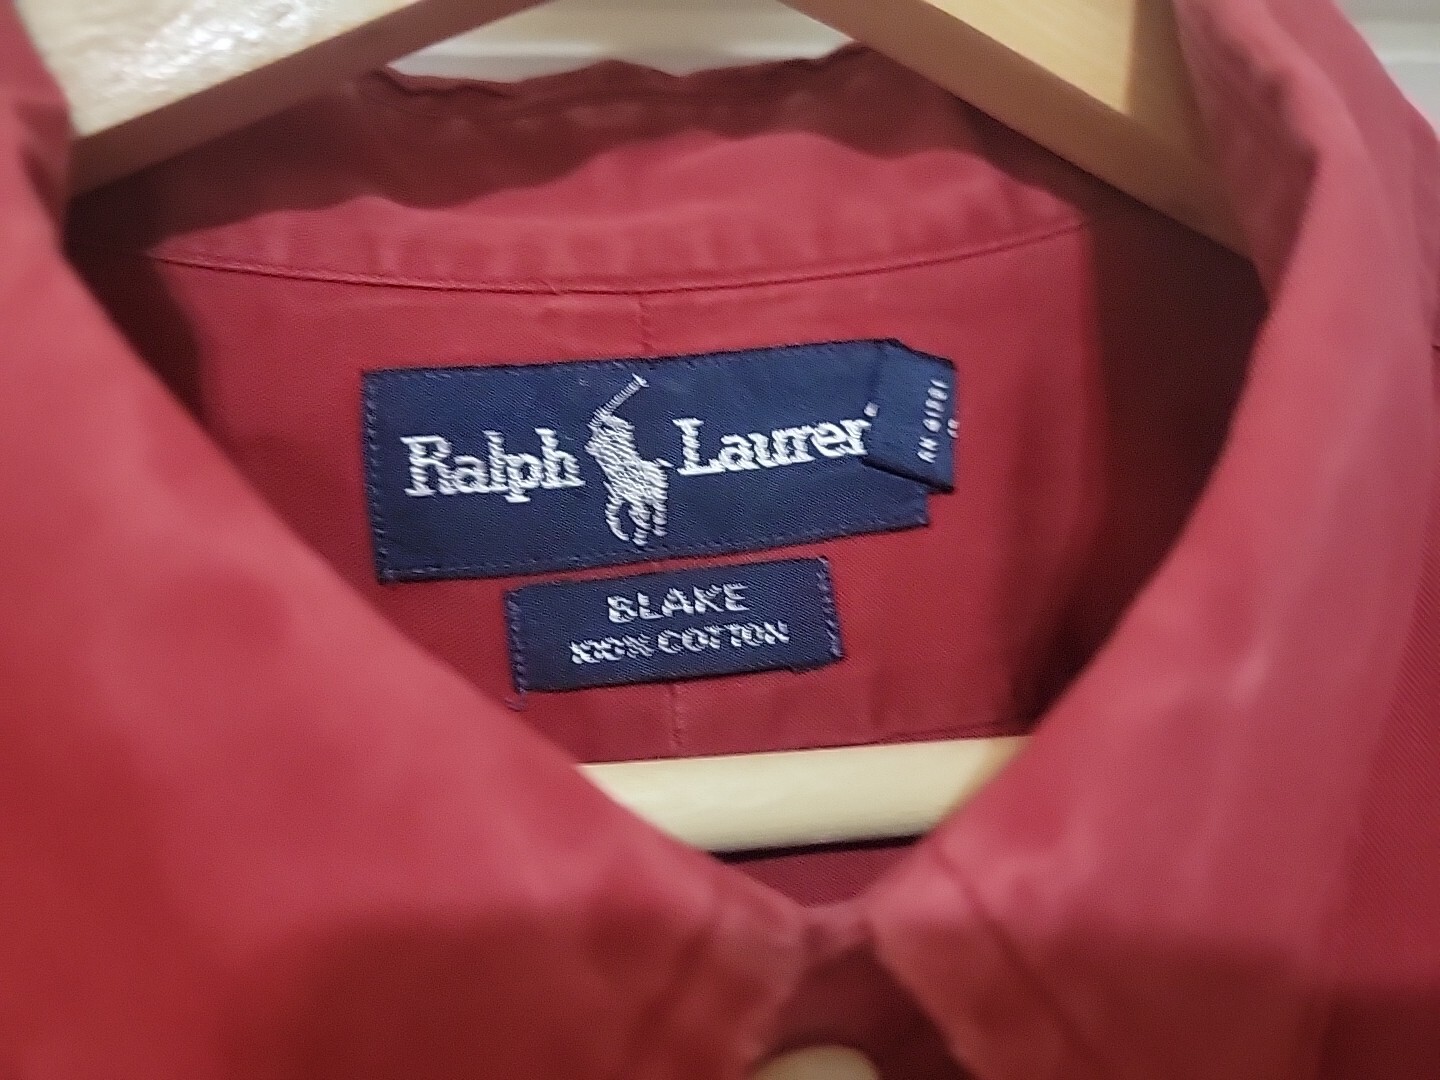 Ralph Lauren
BLAKE
100% COTTON